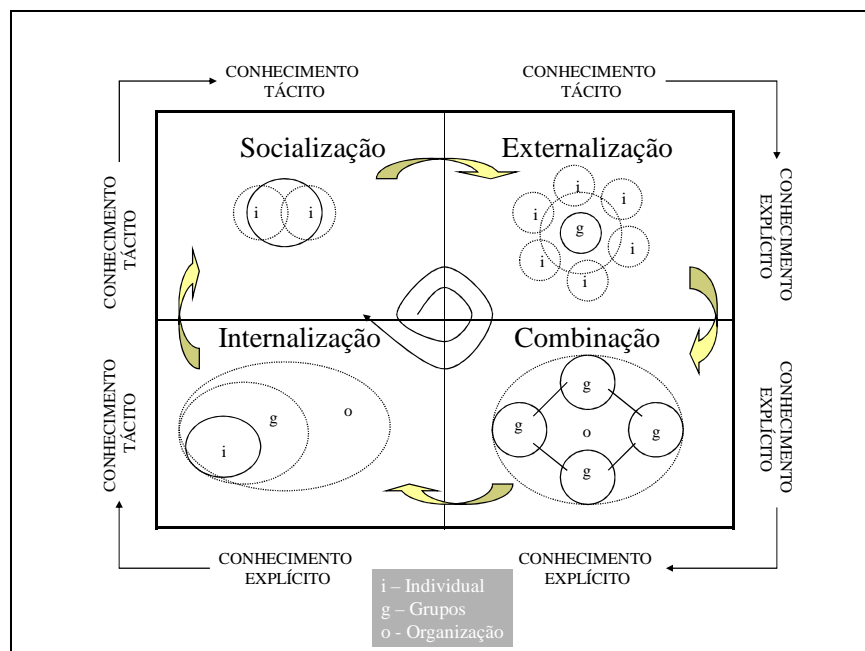 CONHECIMENTO
TÁCITO
CONHECIMENTO
TÁCITO
CONHECIMENTO
TÁCITO
Socialização
i
i
Externalização
i
i
i
i
i
i
g
CONHECIMENTO
EXPLÍCITO
CONHECIMENTO
TÁCITO
Internalização
i
g
o
Combinação
g
g
o
g
g
CONHECIMENTO
EXPLÍCITO
CONHECIMENTO
EXPLÍCITO
CONHECIMENTO
EXPLÍCITO
i – Individual
g – Grupos
o - Organização